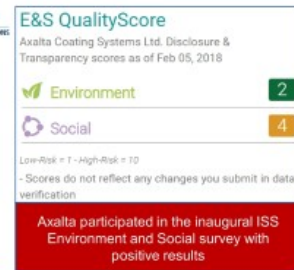 E&S QualityScore
Axalta Coating Systems Ltd. Disclosure &
Transparency scores as of Feb 05, 2018
Environment 2
Social 4
Low-Risk = 1 - High-Risk = 10
- Scores do not reflect any changes you submit in data
verification
Axalta participated in the inaugural ISS
Environment and Social survey with
positive results